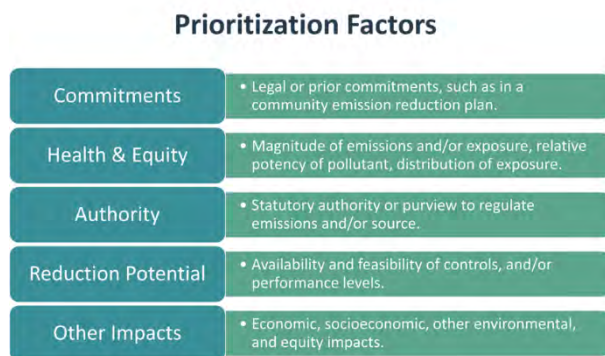 Prioritization Factors
Commitments
• Legal or prior commitments, such as in a
community emission reduction plan.
Health & Equity
• Magnitude of emissions and/or exposure, relative
potency of pollutant, distribution of exposure.
Authority
• Statutory authority or purview to regulate
emissions and/or source.
Reduction Potential
• Availability and feasibility of controls, and/or
performance levels.
Other Impacts
• Economic, socioeconomic, other environmental,
and equity impacts.